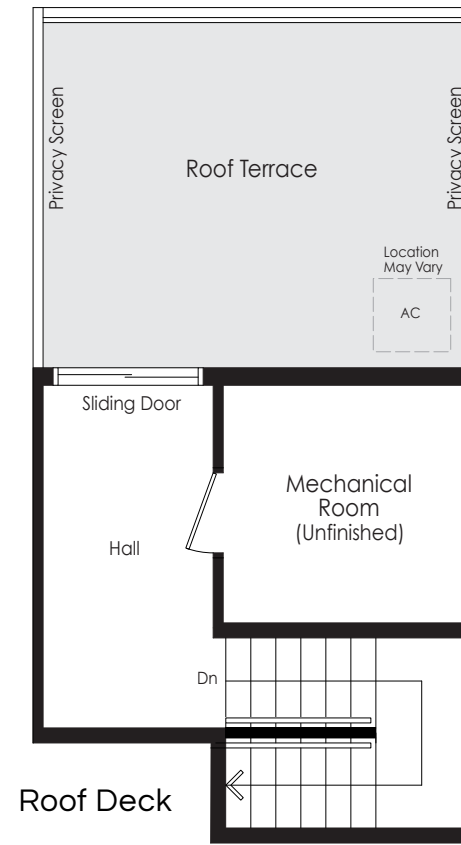 Privacy Screen
Roof Terrace
Privacy Screen
Location
May Vary
AC
Sliding Door
Mechanical
Room
(Unfinished)
Hall
Dn
Roof Deck